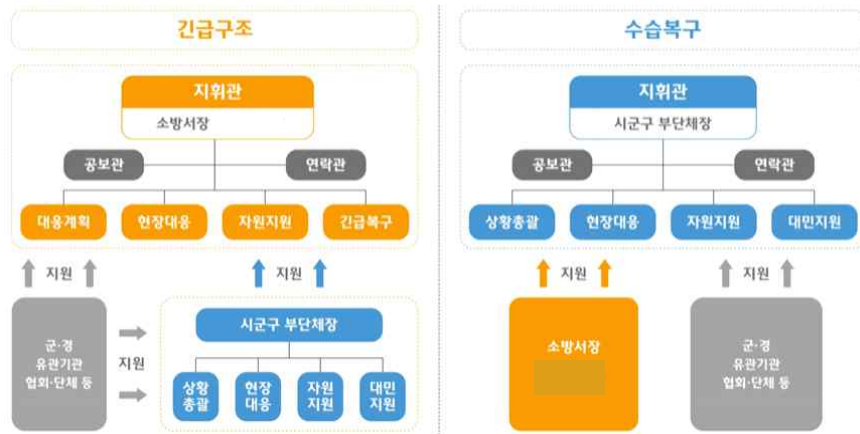 긴급구조
지휘관
소방서장
공보관
연락관
대응계획
현장대응
자원지원
긴급복구
지원
지원
군·경
유관기관
협회·단체 등
지원
시군구 부단체장
상황
총괄
현장
대응
자원
지원
대민
지원
수습복구
지휘관
시군구 부단체장
공보관
연락관
상황총괄
현장대응
자원지원
대민지원
지원
지원
소방서장
군·경
유관기관
협회·단체 등